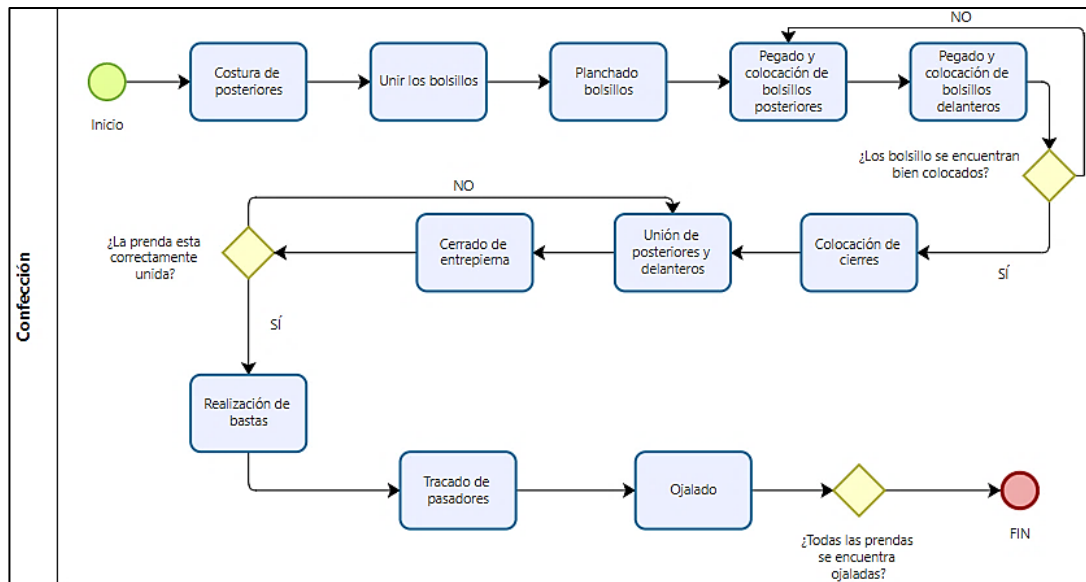 Confección
Inicio
Costura de
posteriores
Unir los bolsillos
Planchado
bolsillos
Pegado y
colocación de
bolsillos
posteriores
Pegado y
colocación de
bolsillos
delanteros
NO
¿Los bolsillo se encuentran
bien colocados?
SÍ
Colocación de
cierres
Unión de
posteriores y
delanteros
Cerrado de
entrepierna
NO
¿La prenda esta
correctamente
unida?
SÍ
Realización de
bastas
Tracado de
pasadores
Ojalado
¿Todas las prendas
se encuentra
ojaladas?
FIN